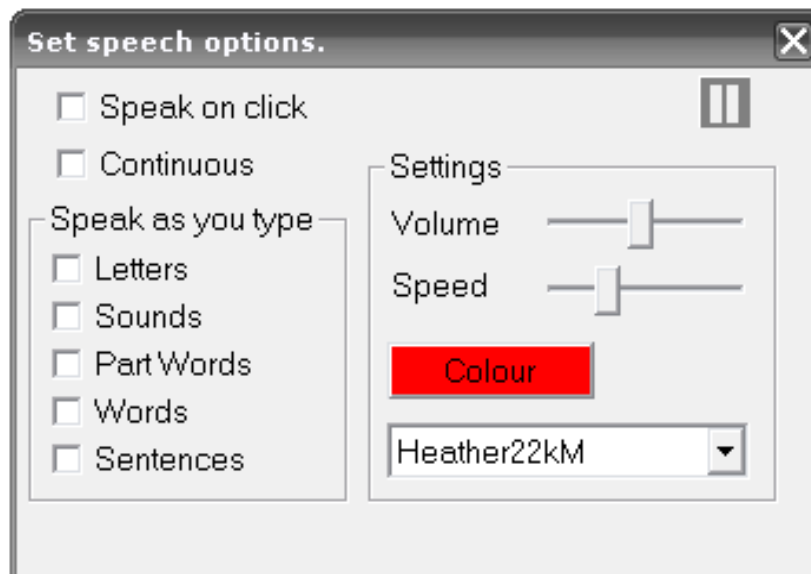 Set speech options.
Speak on click
Continuous
Speak as you type
Letters
Sounds
Part Words
Words
Sentences
Settings
Volume
Speed
Colour
Heather22kM